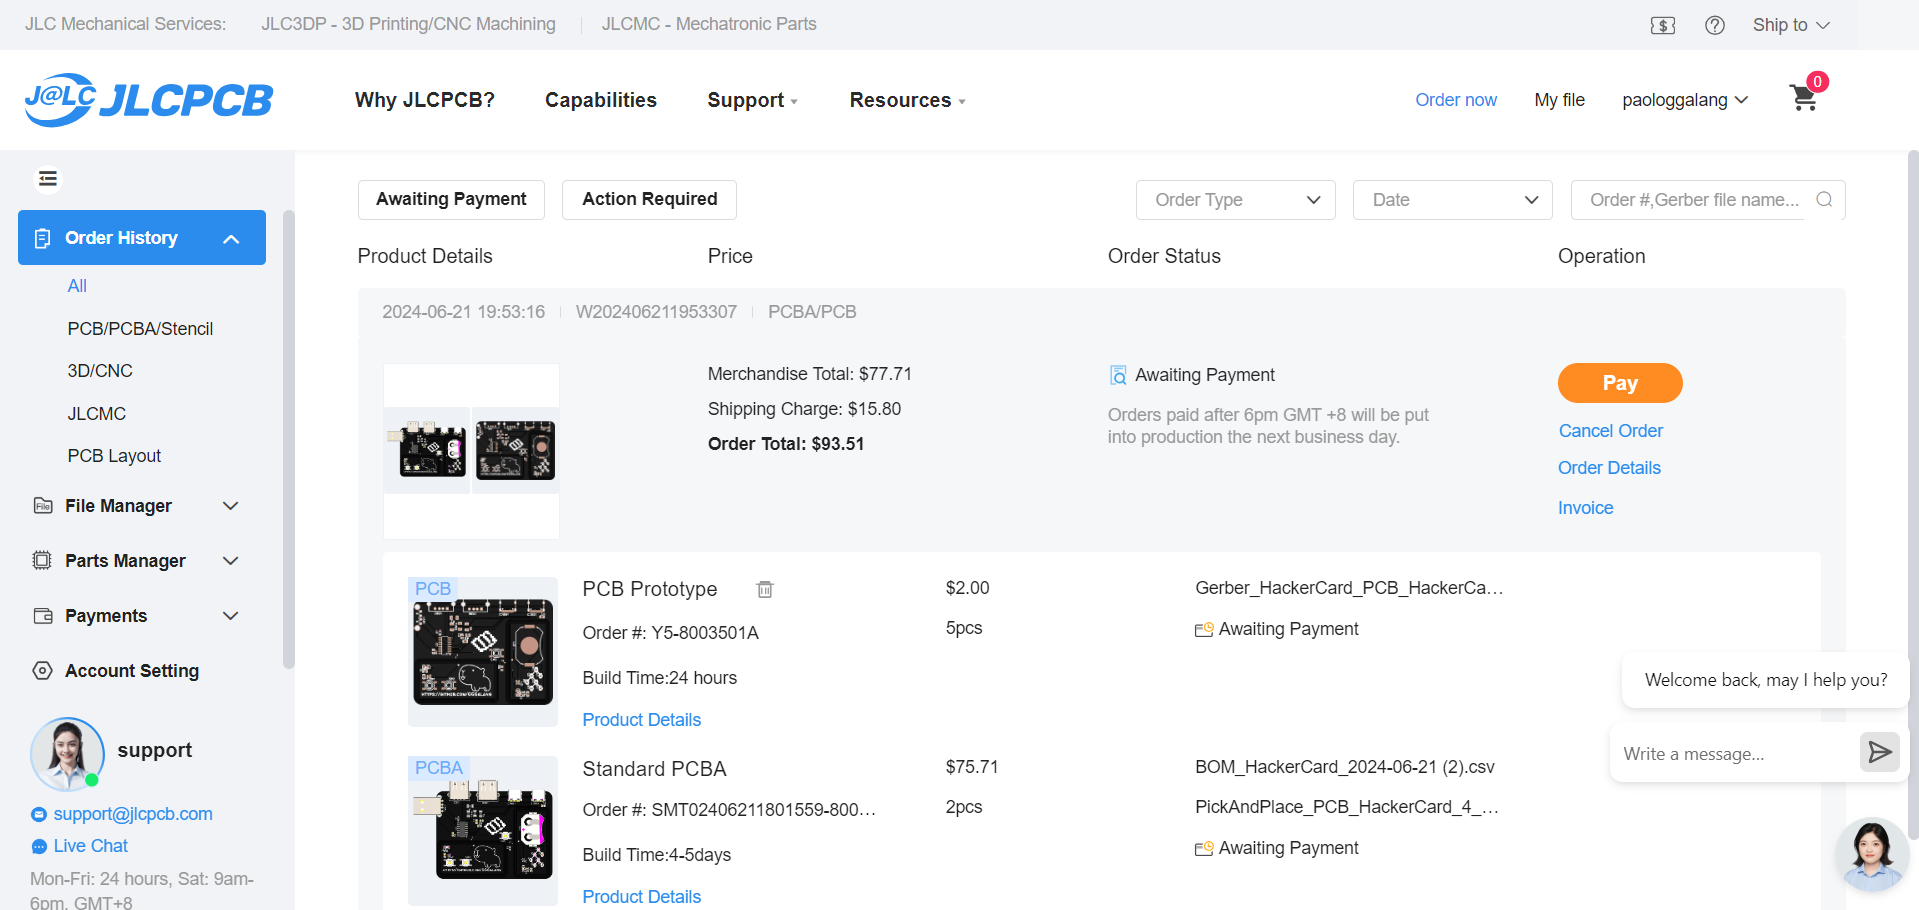 JLC Mechanical Services: JLC3DP - 3D Printing/CNC Machining JLCMC - Mechatronic Parts Ship to
J@LC JLCPCB Why JLCPCB? Capabilities Support Resources Order now My file paologgalang 0
Awaiting Payment Action Required Order Type Date Order #,Gerber file name...
Order History
Product Details Price Order Status Operation
All
2024-06-21 19:53:16 W202406211953307 PCBA/PCB
PCB/PCBA/Stencil
3D/CNC
JLCMC
PCB Layout
Merchandise Total: $77.71
Shipping Charge: $15.80
Order Total: $93.51
Awaiting Payment
Orders paid after 6pm GMT +8 will be put
into production the next business day.
Pay
Cancel Order
Order Details
Invoice
File Manager
Parts Manager
Payments
Account Setting
PCB
PCB Prototype
Order #: Y5-8003501A
Build Time:24 hours
Product Details
$2.00
5pcs
Gerber_HackerCard_PCB_HackerCa...
Awaiting Payment
PCBA
Standard PCBA
Order #: SMT02406211801559-800...
Build Time:4-5days
Product Details
$75.71
2pcs
BOM_HackerCard_2024-06-21 (2).csv
PickAndPlace_PCB_HackerCard_4_...
Awaiting Payment
support
support@jlcpcb.com
Live Chat
Mon-Fri: 24 hours, Sat: 9am-
6pm, GMT+8
Welcome back, may I help you?
Write a message...